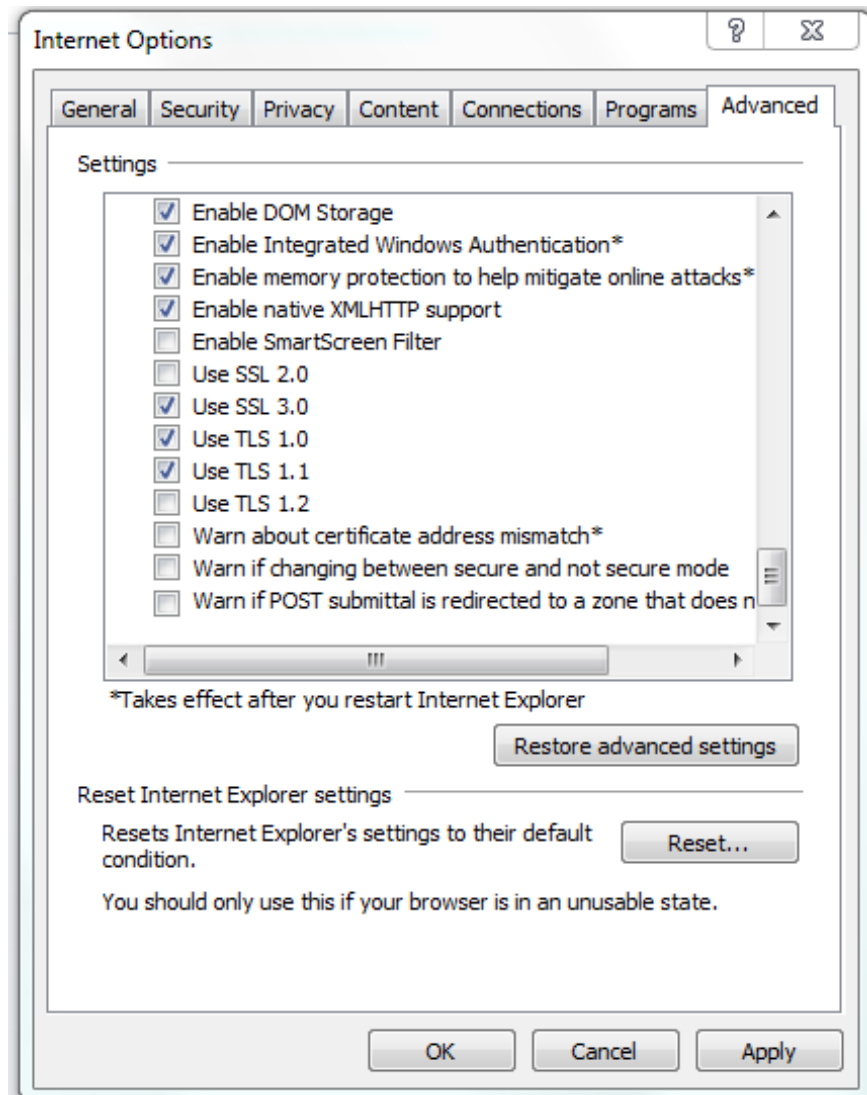 Internet Options
General Security Privacy Content Connections Programs Advanced
Settings
Enable DOM Storage
Enable Integrated Windows Authentication*
Enable memory protection to help mitigate online attacks*
Enable native XMLHTTP support
Enable SmartScreen Filter
Use SSL 2.0
Use SSL 3.0
Use TLS 1.0
Use TLS 1.1
Use TLS 1.2
Warn about certificate address mismatch*
Warn if changing between secure and not secure mode
Warn if POST submittal is redirected to a zone that does n
*Takes effect after you restart Internet Explorer
Restore advanced settings
Reset Internet Explorer settings
Resets Internet Explorer's settings to their default
condition.
Reset...
You should only use this if your browser is in an unusable state.
OK Cancel Apply